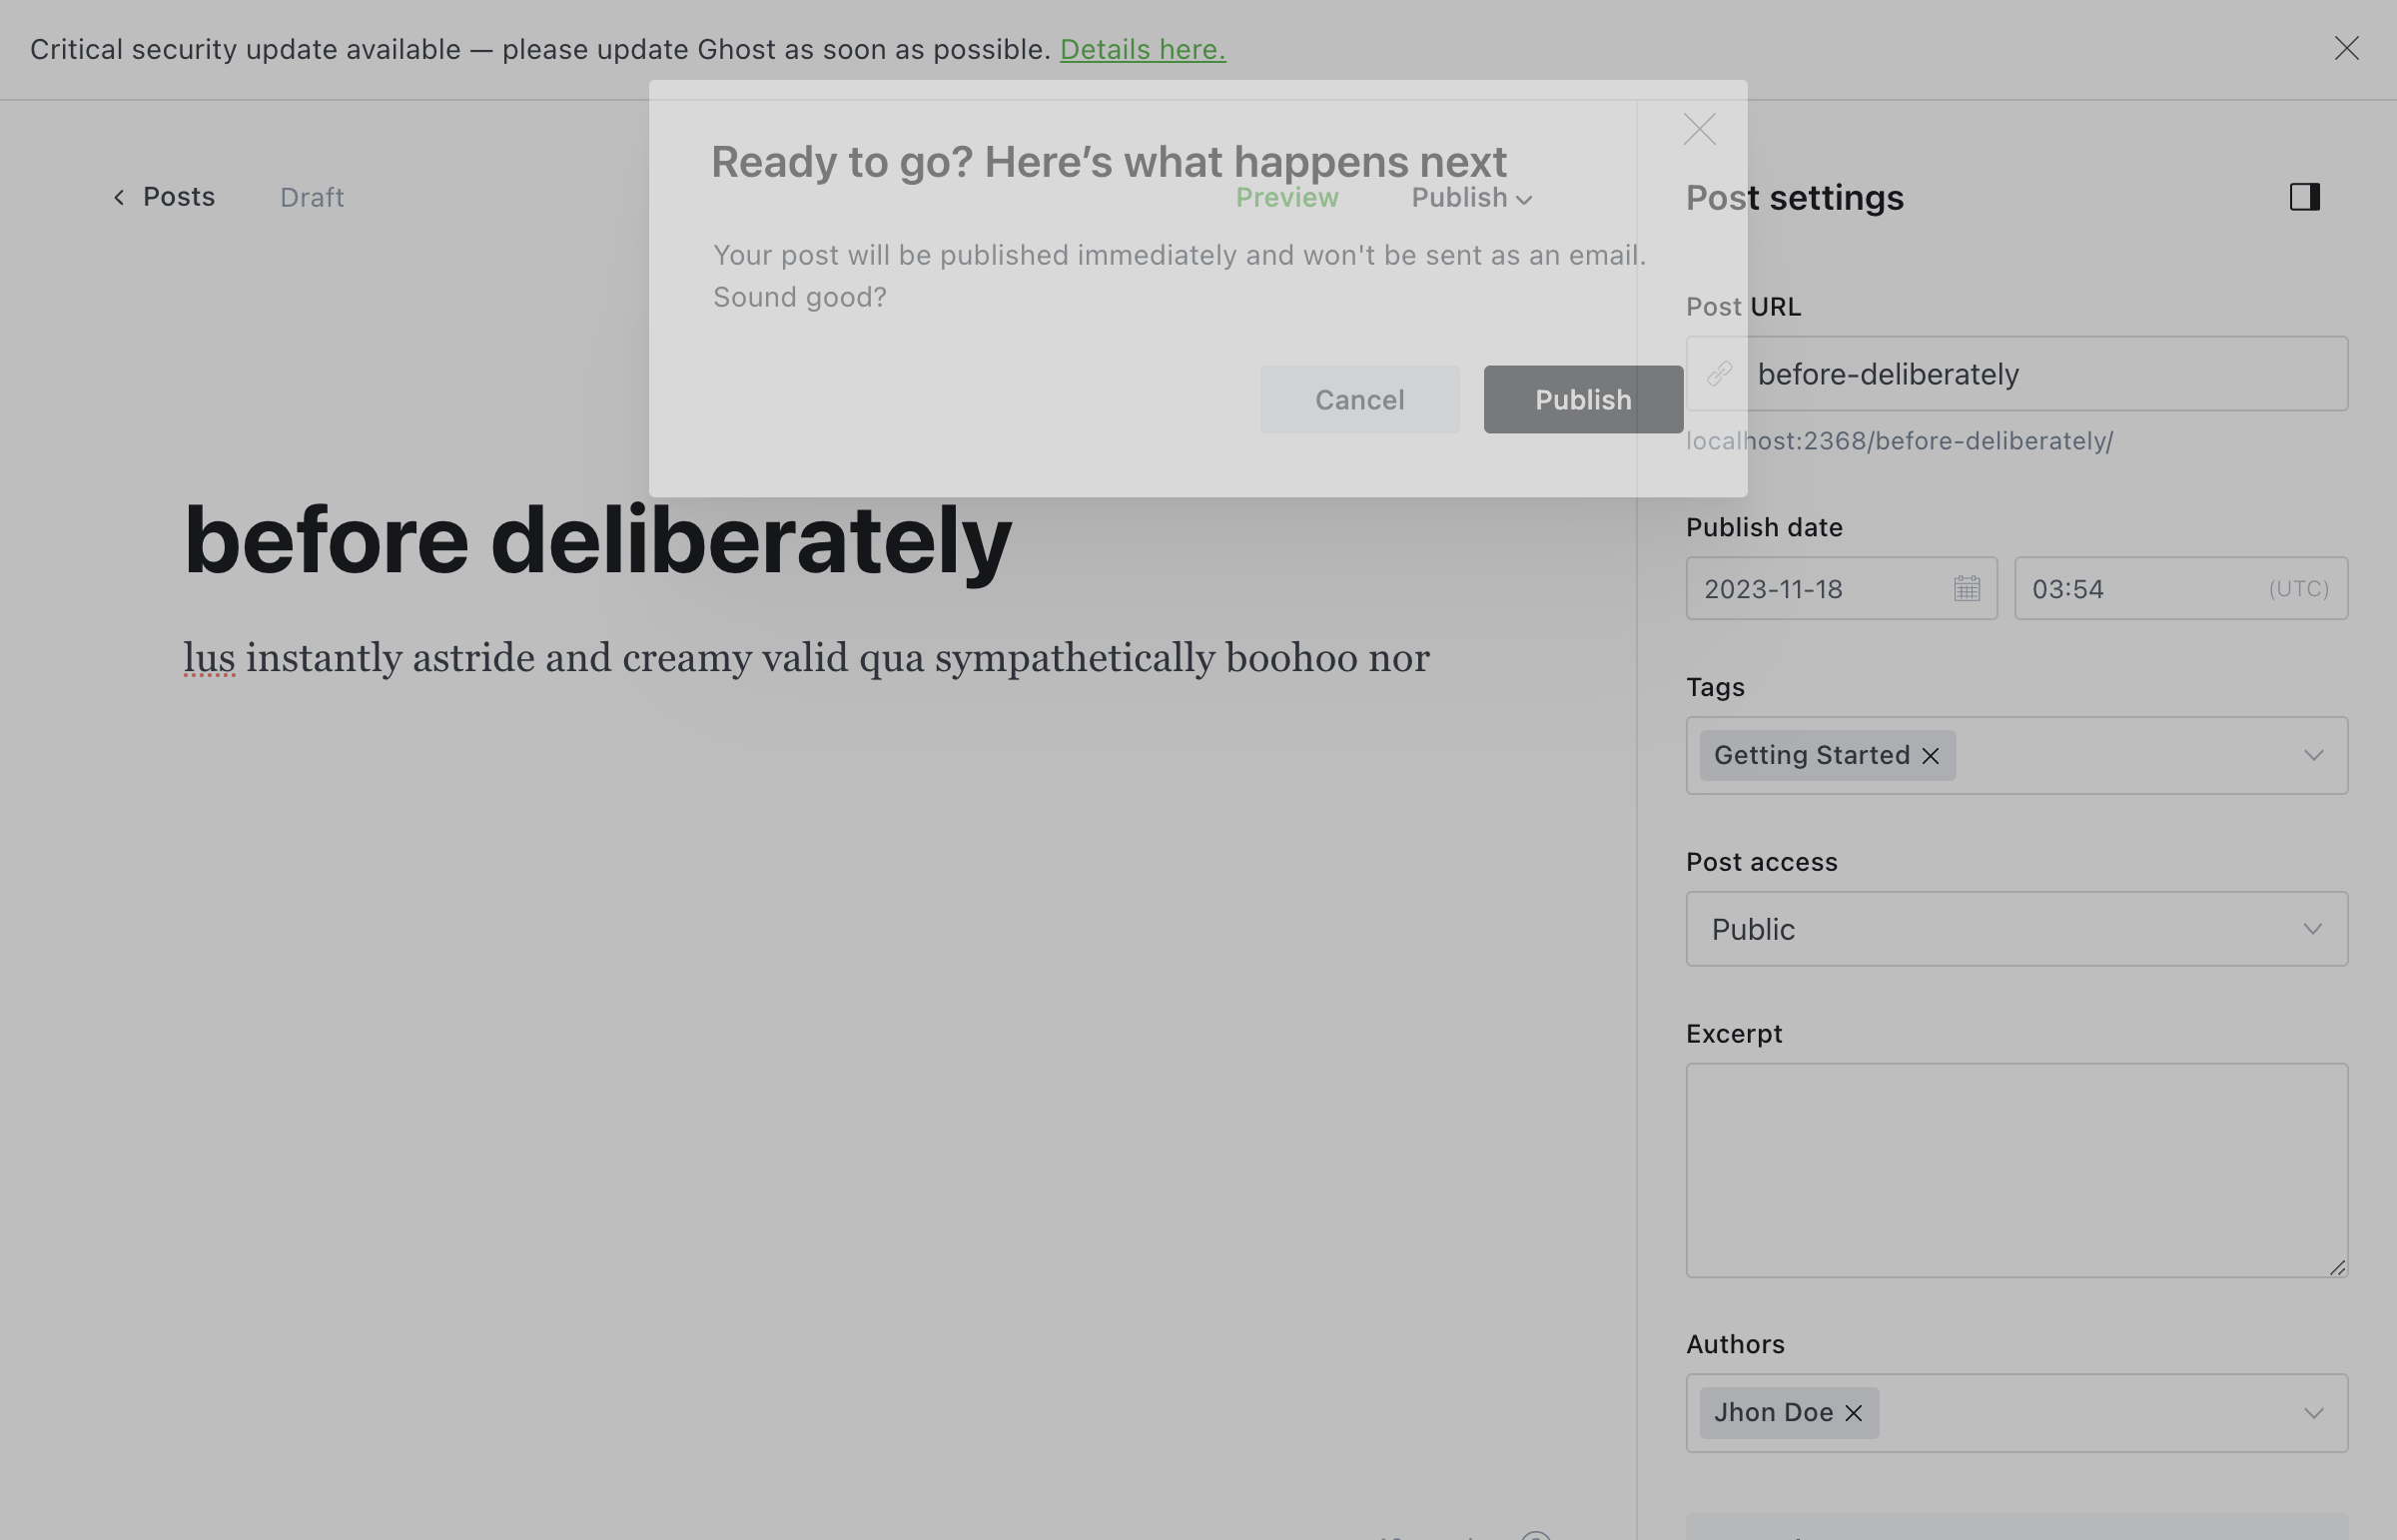 Critical security update available — please update Ghost as soon as possible. Details here.
Ready to go? Here’s what happens next
Posts
Draft
Preview
Publish
Your post will be published immediately and won't be sent as an email.
Sound good?
Cancel
Publish
before deliberately
lus instantly astride and creamy valid qua sympathetically boohoo nor
Post settings
Post URL
before-deliberately
localhost:2368/before-deliberately/
Publish date
2023-11-18
03:54
(UTC)
Tags
Getting Started
Post access
Public
Excerpt
Authors
Jhon Doe